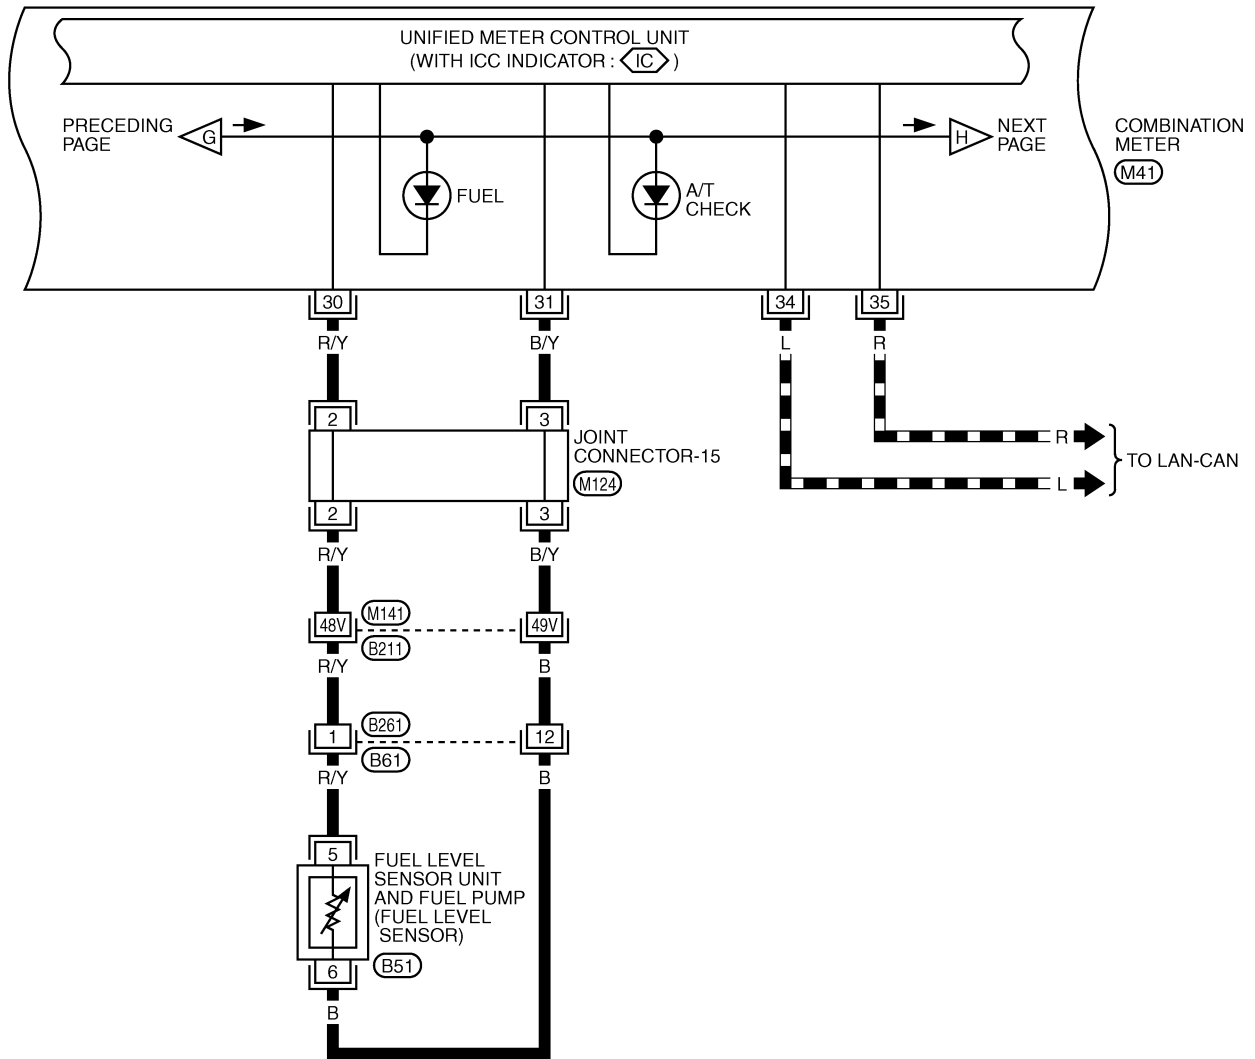 UNIFIED METER CONTROL UNIT
(WITH ICC INDICATOR : IC )
PRECEDING
PAGE
G
H
NEXT
PAGE
COMBINATION
METER
M41
FUEL
A/T
CHECK
30
31
34
35
R/Y
B/Y
L
R
2
3
JOINT
CONNECTOR-15
M124
R
L
TO LAN-CAN
2
3
R/Y
B/Y
48V
M141
B211
49V
R/Y
B
1
B261
B61
12
R/Y
B
5
FUEL LEVEL
SENSOR UNIT
AND FUEL PUMP
(FUEL LEVEL
SENSOR)
B51
6
B